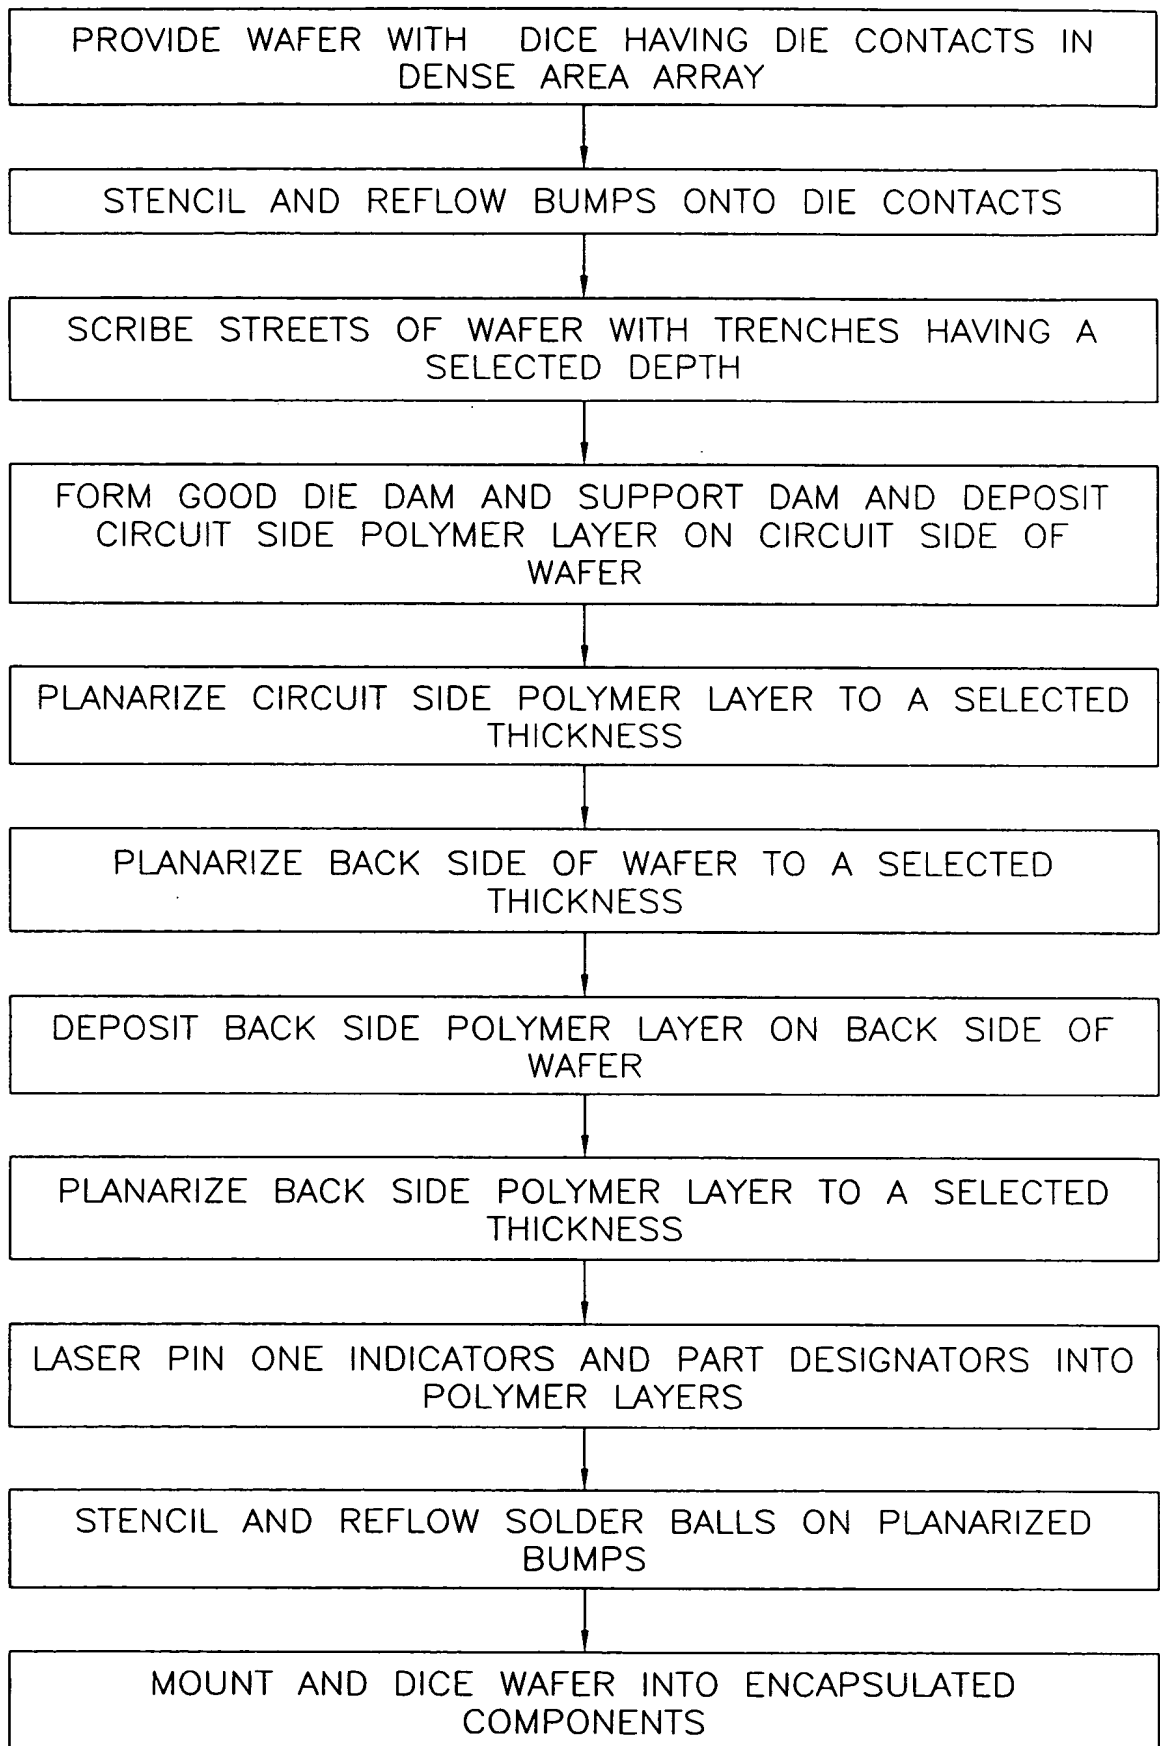 PROVIDE WAFER WITH DICE HAVING DIE CONTACTS IN
DENSE AREA ARRAY
STENCIL AND REFLOW BUMPS ONTO DIE CONTACTS
SCRIBE STREETS OF WAFER WITH TRENCHES HAVING A
SELECTED DEPTH
FORM GOOD DIE DAM AND SUPPORT DAM AND DEPOSIT
CIRCUIT SIDE POLYMER LAYER ON CIRCUIT SIDE OF
WAFER
PLANARIZE CIRCUIT SIDE POLYMER LAYER TO A SELECTED
THICKNESS
PLANARIZE BACK SIDE OF WAFER TO A SELECTED
THICKNESS
DEPOSIT BACK SIDE POLYMER LAYER ON BACK SIDE OF
WAFER
PLANARIZE BACK SIDE POLYMER LAYER TO A SELECTED
THICKNESS
LASER PIN ONE INDICATORS AND PART DESIGNATORS INTO
POLYMER LAYERS
STENCIL AND REFLOW SOLDER BALLS ON PLANARIZED
BUMPS
MOUNT AND DICE WAFER INTO ENCAPSULATED
COMPONENTS